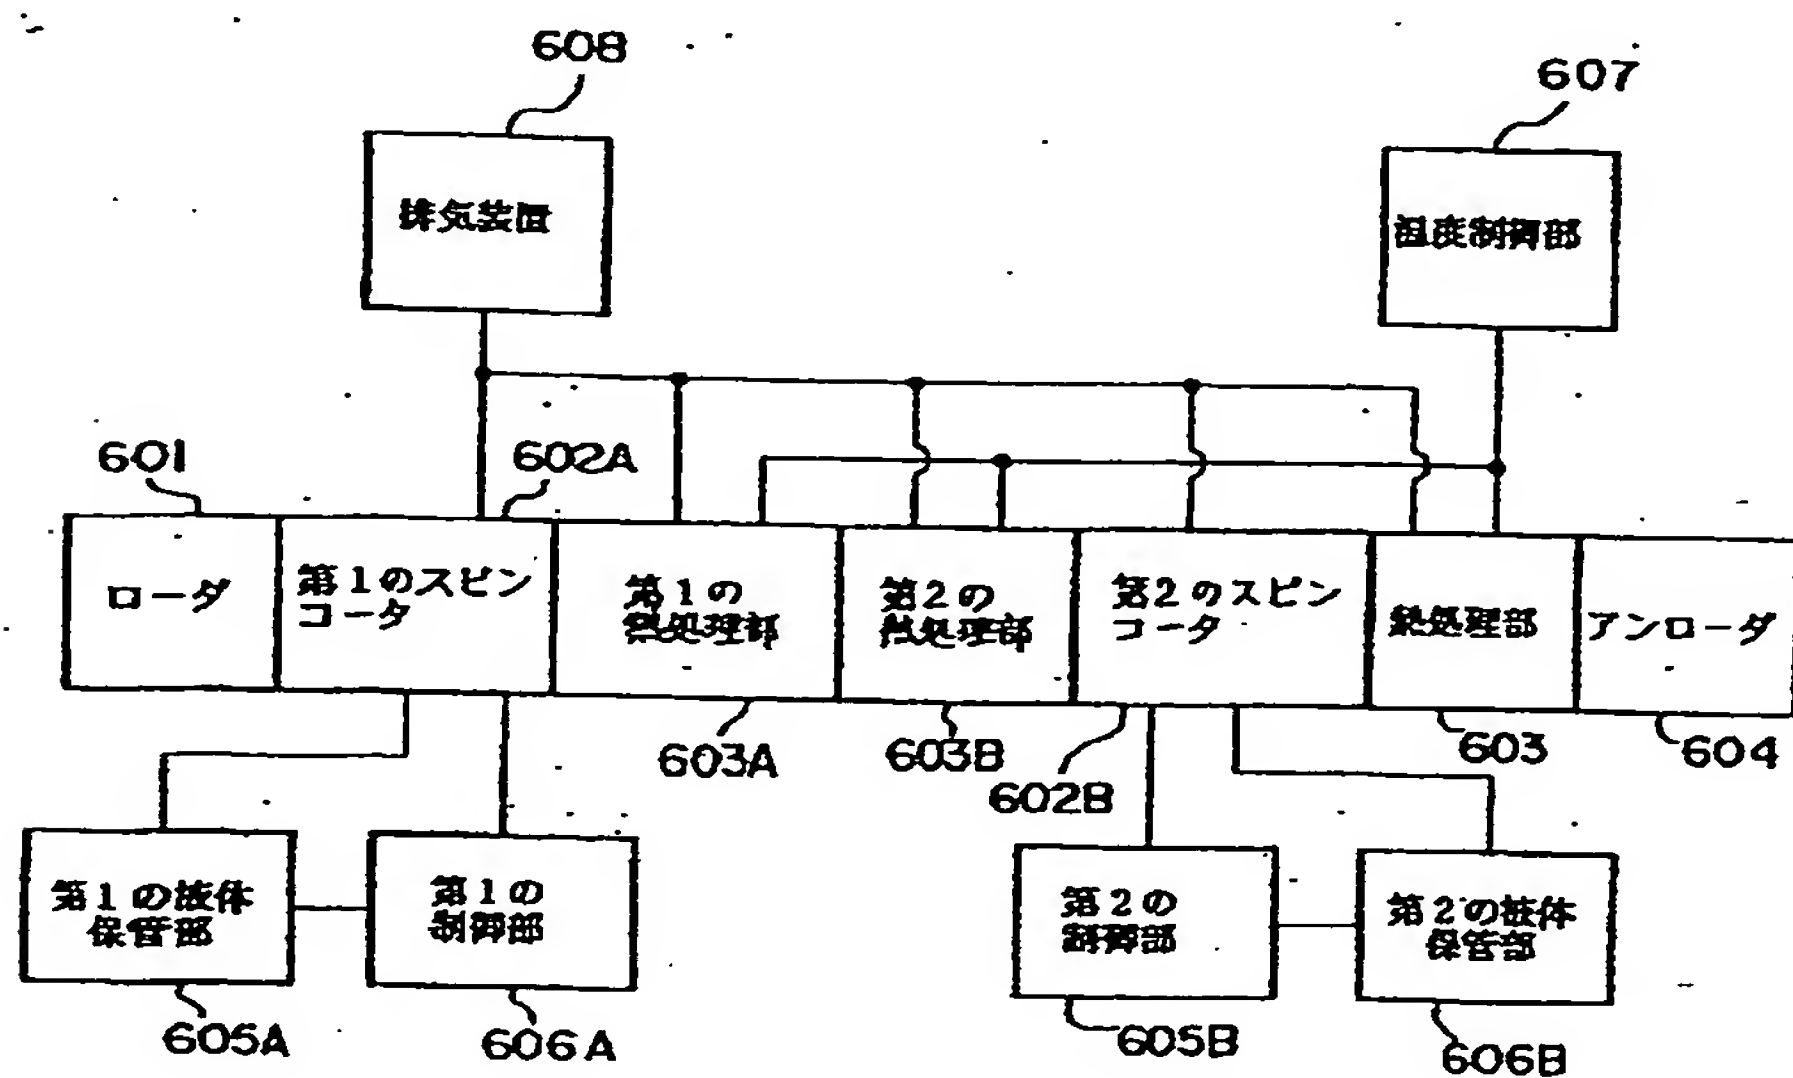 608
607
排気装置
温度制御部
601
602A
ローダ
第1のスピン
コータ
第1の
熱処理部
第2の
熱処理部
第2のスピン
コータ
熱処理部
アンローダ
603A
603B
602B
603
604
第1の液体
保管部
第1の
制御部
第2の
制御部
第2の液体
保管部
605A
606A
605B
606B